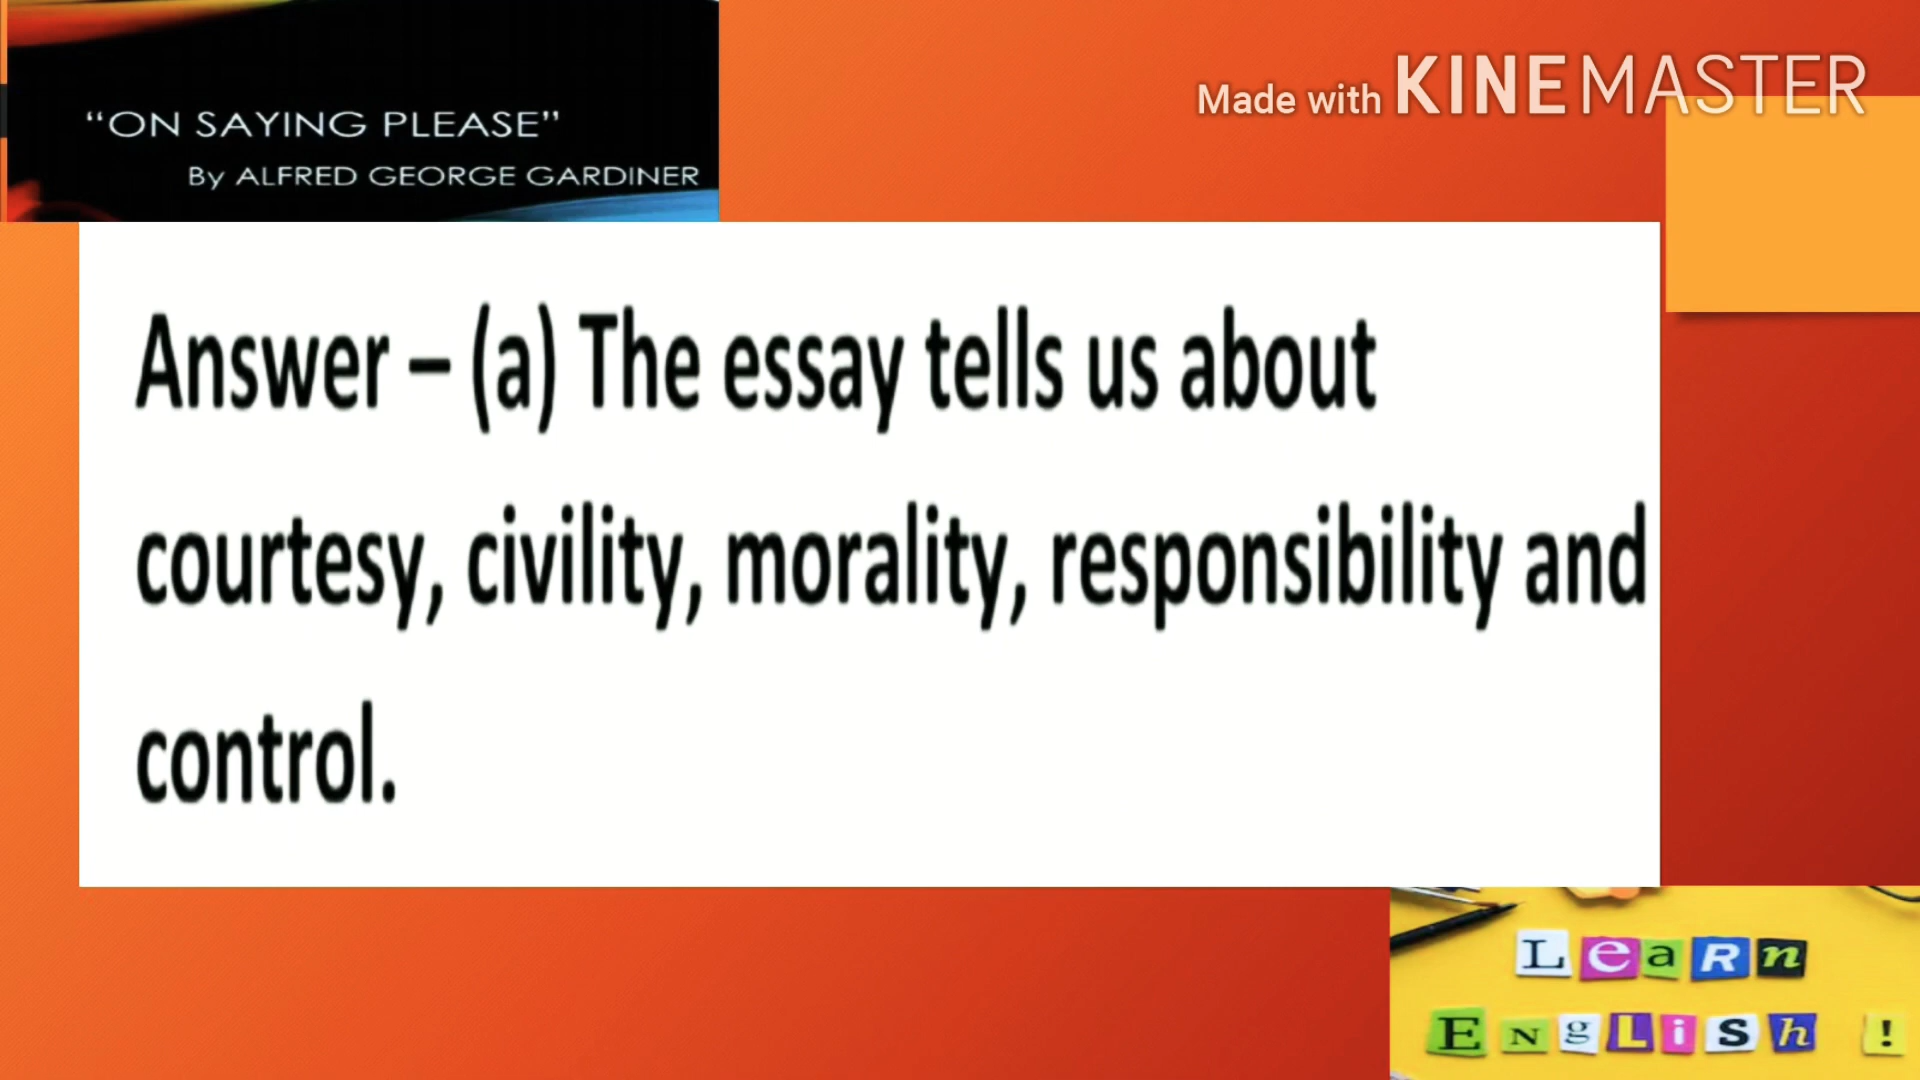 “ON SAYING PLEASE”
By ALFRED GEORGE GARDINER
Made with KINEMASTER
Answer – (a) The essay tells us about
courtesy, civility, morality, responsibility and
control.
LeaRn
ENgLiSh !